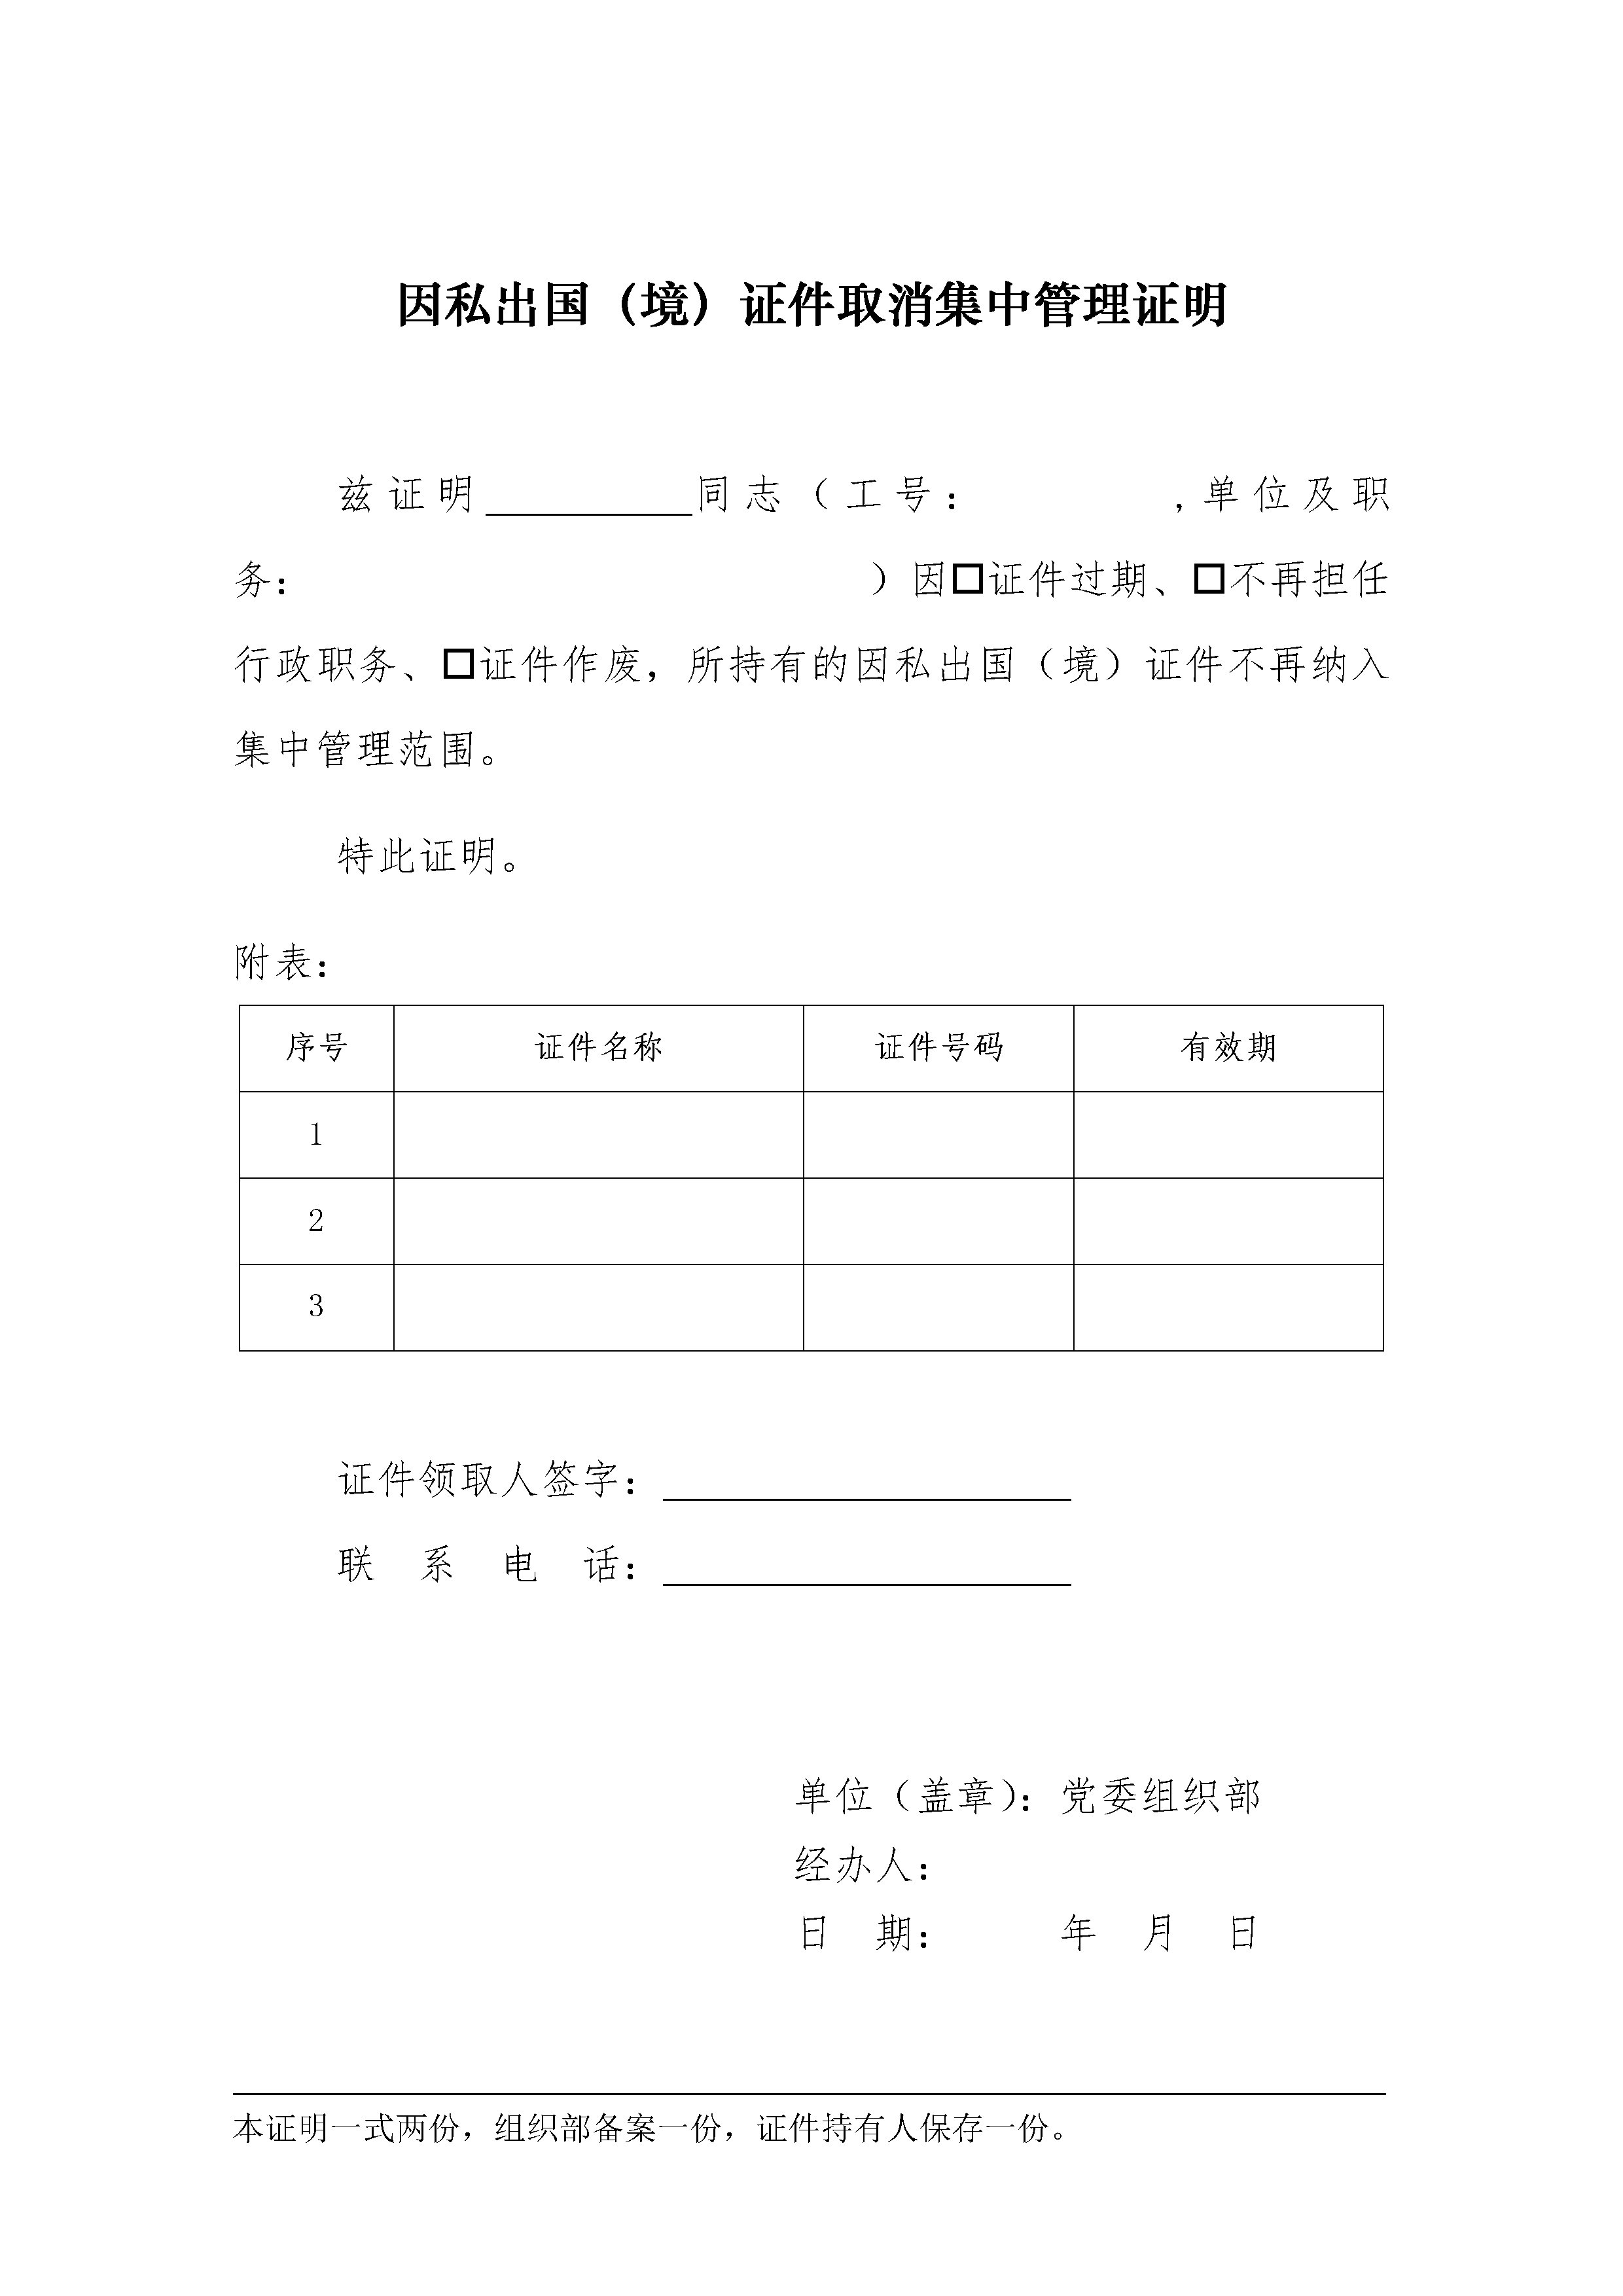 因私出国（境）证件取消集中管理证明
兹证明__________同志（工号：          ,单位及职
务：                              ）因□证件过期、□不再担任
行政职务、□证件作废，所持有的因私出国（境）证件不再纳入
集中管理范围。
特此证明。
附表：
序号 证件名称 证件号码 有效期
1
2
3
证件领取人签字：____________________
联　系　电　话：____________________
单位（盖章）：党委组织部
经办人：
日　期：　　　年　月　日
本证明一式两份，组织部备案一份，证件持有人保存一份。